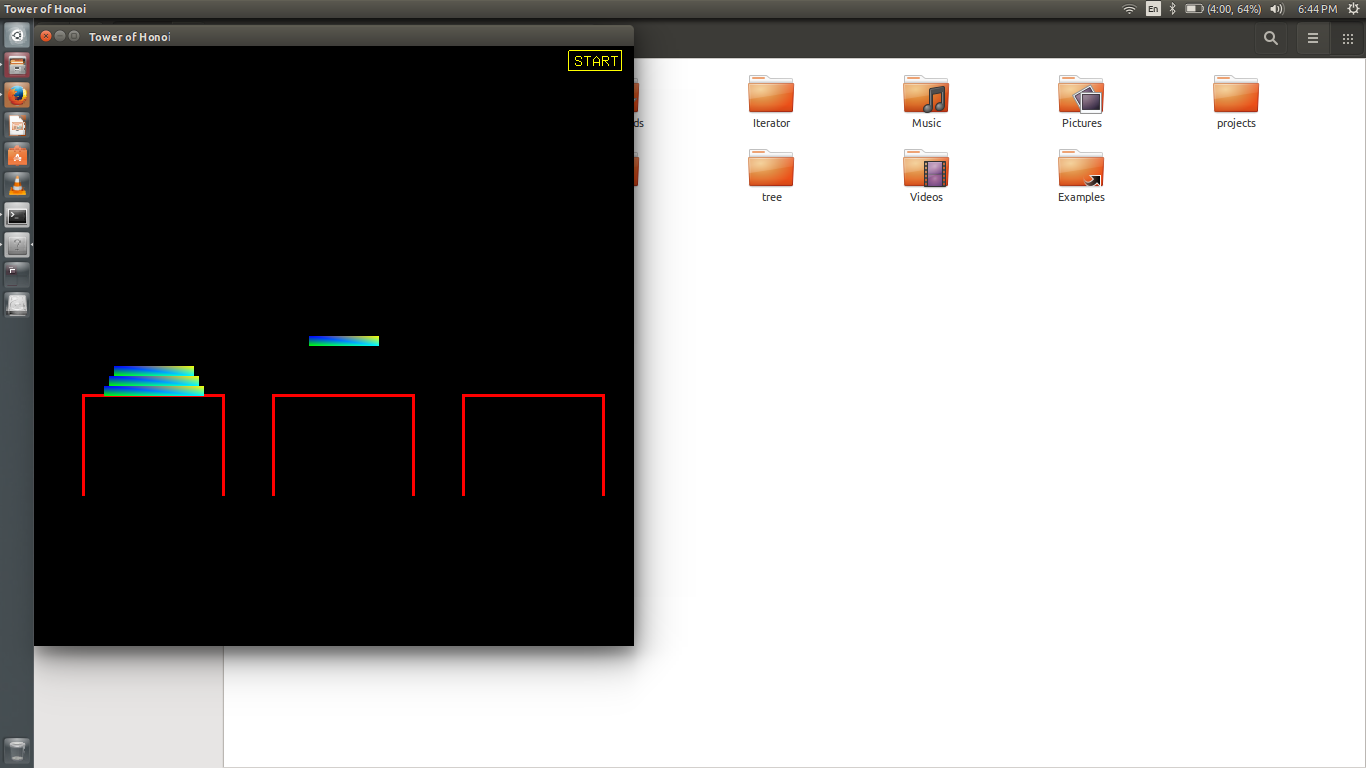 Tower of Honoi
En
(4:00, 64%)
6:44 PM
Tower of Honoi
START
ds
Iterator
Music
Pictures
projects
tree
Videos
Examples